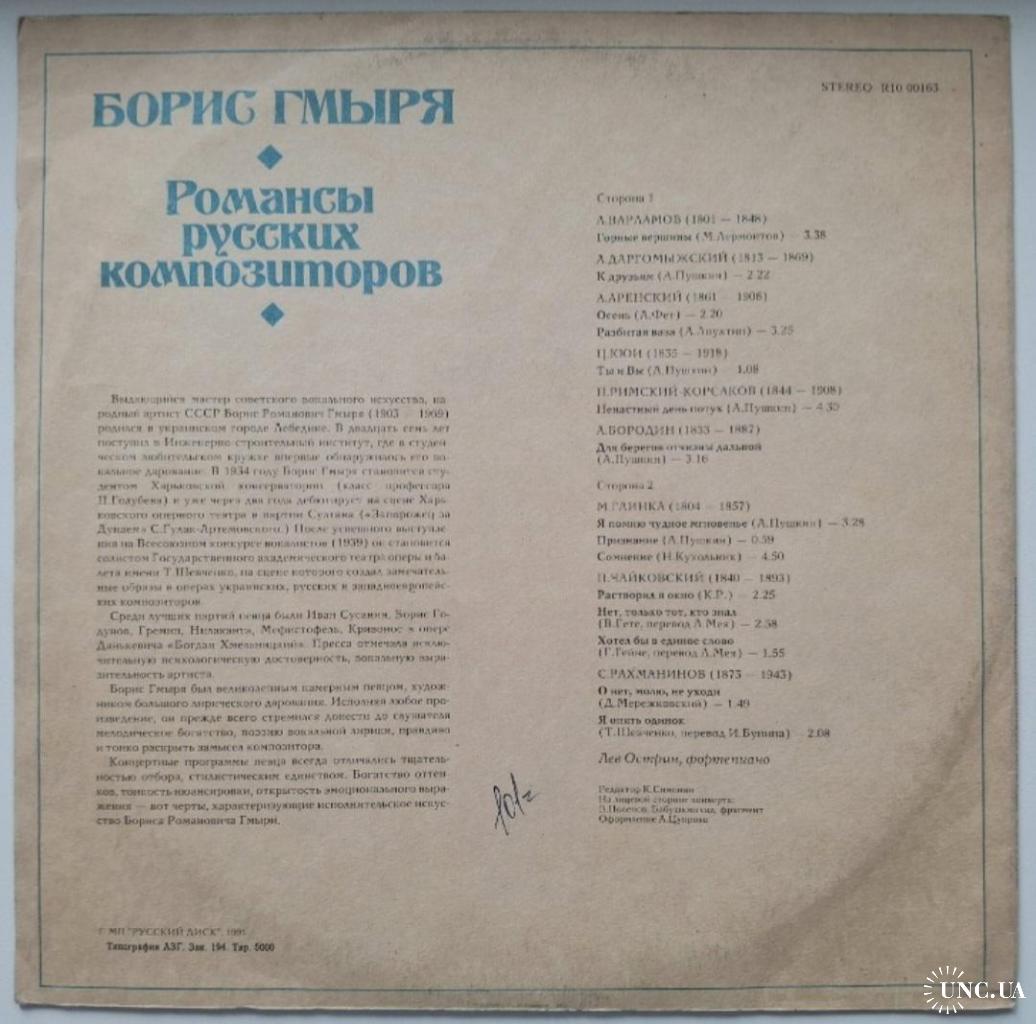 БОРИС ГМЫРЯ
Романсы
русских
композиторов
Выдающийся мастер советского вокального искусства, на-
родный артист СССР Борис Романович Гмыря (1903 — 1969)
родился в украинском городе Лебедине. В двадцать семь лет
поступил в Инженерно-строительный институт, где в студен-
ческом любительском кружке впервые обнаружилось его во-
кальное дарование. В 1934 году Борис Гмыря становится сту-
дентом Харьковской консерватории (класс профессора
П.Голубева) и уже через два года дебютирует на сцене Харь-
ковского оперного театра в партии Султана («Запорожец за
Дунаем» С.Гулак-Артемовского.) После успешного выступле-
ния на Всесоюзном конкурсе вокалистов (1939) он становится
солистом Государственного академического театра оперы и ба-
лета имени Т.Шевченко, на сцене которого создал замечатель-
ные образы в операх украинских, русских и западноевропейс-
ких композиторов.
Среди лучших партий певца были Иван Сусанин, Борис Го-
дунов, Гремин, Нилаканта, Мефистофель, Кривонос в опере
Данькевича «Богдан Хмельницкий». Пресса отмечала исклю-
чительную психологическую достоверность, вокальную выра-
зительность артиста.
Борис Гмыря был великолепным камерным певцом, худож-
ником большого лирического дарования. Исполняя любое про-
изведение, он прежде всего стремился донести до слушателя
мелодическое богатство, поэзию вокальной лирики, правдиво
и тонко раскрыть замысел композитора.
Концертные программы певца всегда отличались тщатель-
ностью отбора, стилистическим единством. Богатство оттен-
ков, тонкость нюансировки, открытость эмоционального выра-
жения — вот черты, характеризующие исполнительское искус-
ство Бориса Романовича Гмыри.
© МП "РУССКИЙ ДИСК", 1991
Типография АЗГ. Зак. 194. Тир. 5000
STEREO R10 00163
Сторона 1
А.ВАРЛАМОВ (1801 — 1848)
Горные вершины (М.Лермонтов) — 3.38
А.ДАРГОМЫЖСКИЙ (1813 — 1869)
К друзьям (А.Пушкин) — 2.22
А.АРЕНСКИЙ (1861 — 1906)
Осень (А.Фет) — 2.20
Разбитая ваза (А.Апухтин) — 3.25
Ц.КЮИ (1835 — 1918)
Ты и Вы (А.Пушкин) — 1.08
Н.РИМСКИЙ-КОРСАКОВ (1844 — 1908)
Ненастный день потух (А.Пушкин) — 4.35
А.БОРОДИН (1833 — 1887)
Для берегов отчизны дальной
(А.Пушкин) — 3.16
Сторона 2
М.ГЛИНКА (1804 — 1857)
Я помню чудное мгновенье (А.Пушкин) — 3.28
Признание (А.Пушкин) — 0.59
Сомнение (Н.Кукольник) — 4.50
П.ЧАЙКОВСКИЙ (1840 — 1893)
Растворил я окно (К.Р.) — 2.25
Нет, только тот, кто знал
(В.Гете, перевод Л.Мея) — 2.58
Хотел бы в единое слово
(Г.Гейне, перевод Л.Мея) — 1.55
С.РАХМАНИНОВ (1873 — 1943)
О нет, молю, не уходи
(Д.Мережковский) — 1.49
Я опять одинок
(Т.Шевченко, перевод И.Бунина) — 2.08
Лев Острин, фортепиано
Редактор К.Симонян
На лицевой стороне конверта:
В.Поленов. Бабушкин сад, фрагмент
Оформление А.
UNC.UA